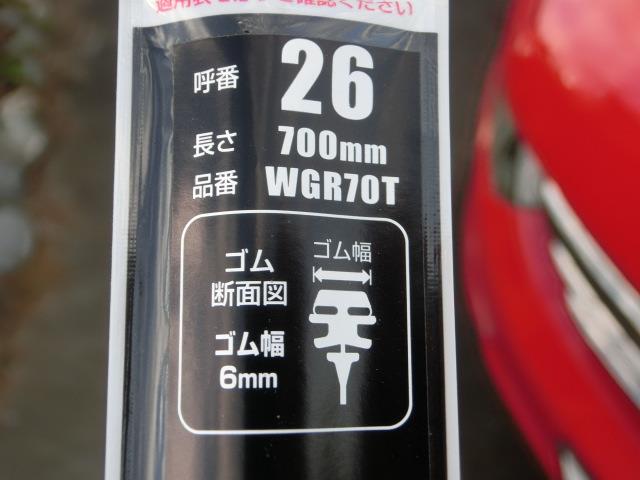 呼番 26
長さ 700mm
品番 WGR70T
ゴム
断面図
ゴム幅
ゴム幅
6mm